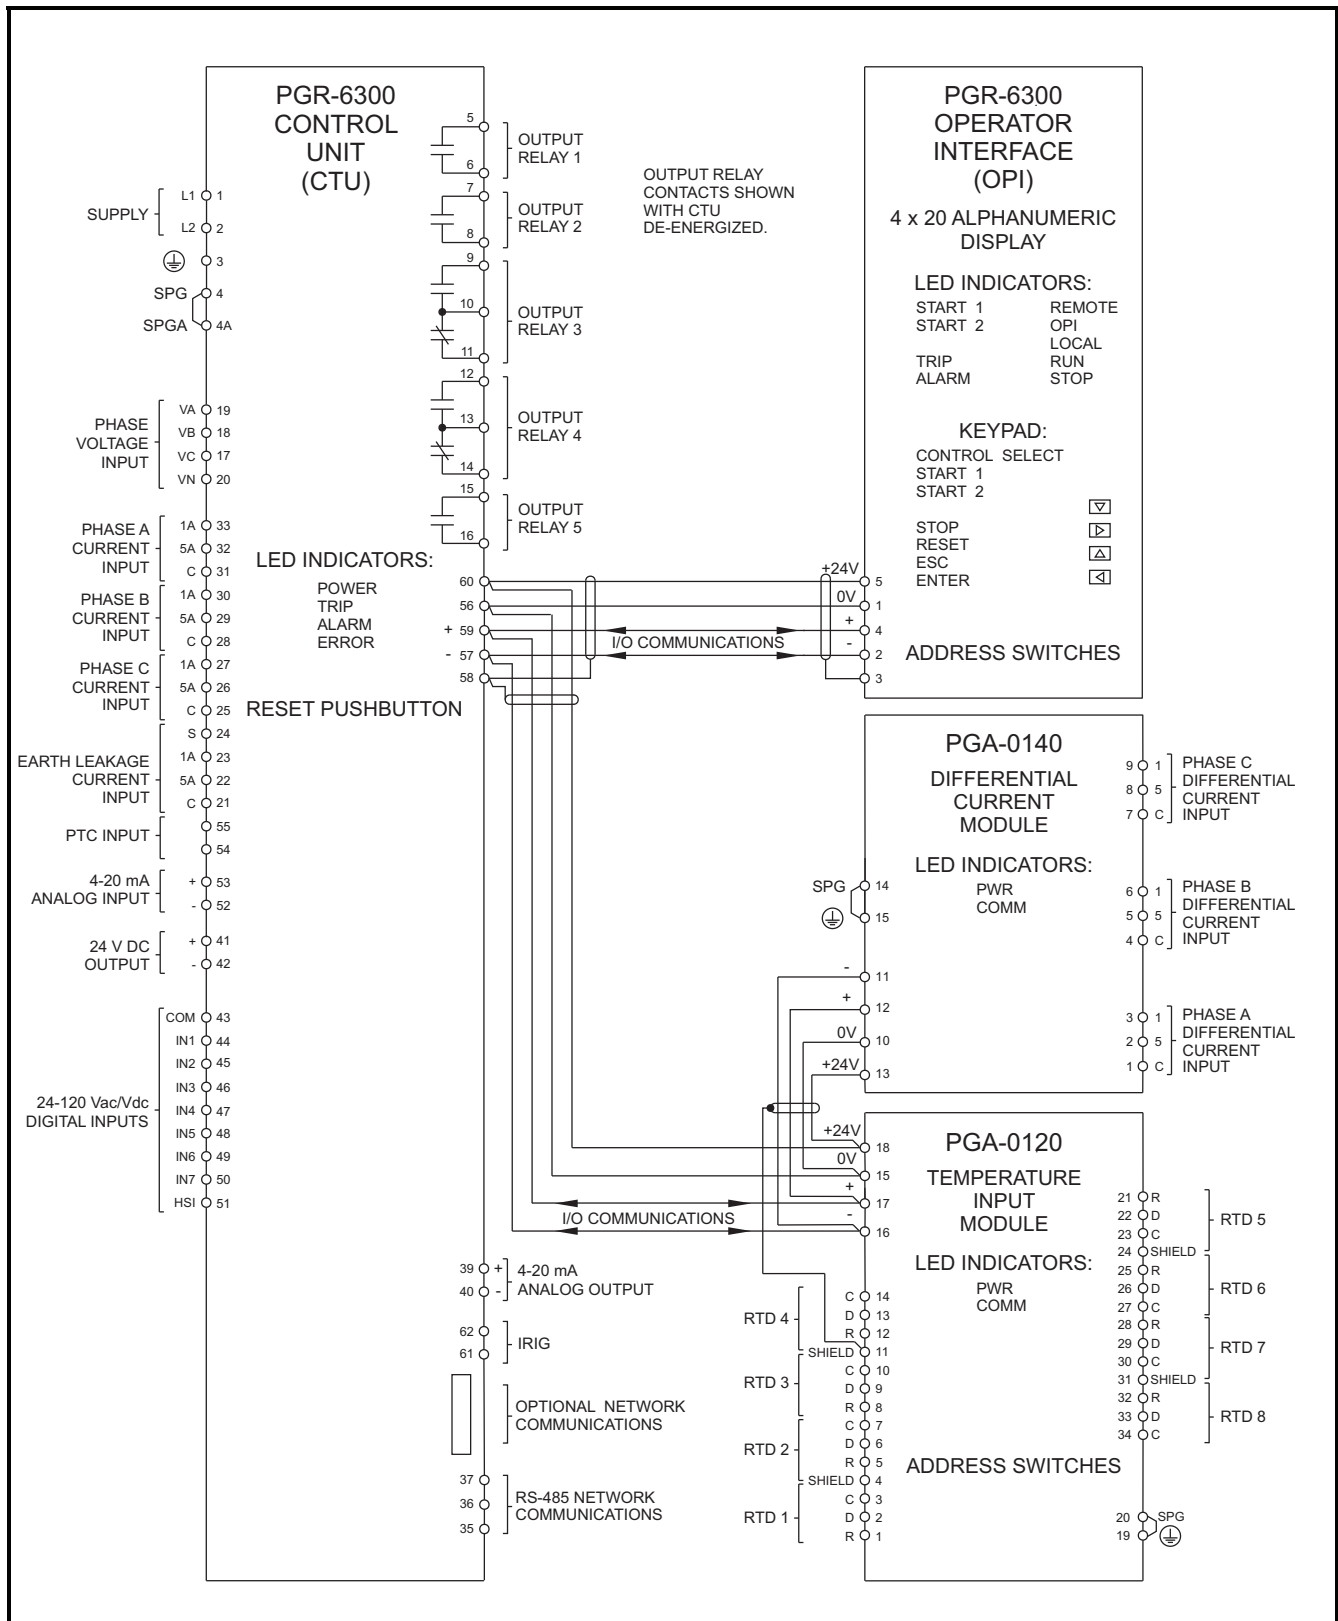 PGR-6300
CONTROL
UNIT
(CTU)
SUPPLY
L1 1
L2 2
3
SPG 4
SPGA 4A
PHASE
VOLTAGE
INPUT
VA 19
VB 18
VC 17
VN 20
PHASE A
CURRENT
INPUT
1A 33
5A 32
C 31
PHASE B
CURRENT
INPUT
1A 30
5A 29
C 28
PHASE C
CURRENT
INPUT
1A 27
5A 26
C 25
EARTH LEAKAGE
CURRENT
INPUT
S 24
1A 23
5A 22
C 21
PTC INPUT
55
54
4-20 mA
ANALOG INPUT
+ 53
- 52
24 V DC
OUTPUT
+ 41
- 42
24-120 Vac/Vdc
DIGITAL INPUTS
COM 43
IN1 44
IN2 45
IN3 46
IN4 47
IN5 48
IN6 49
IN7 50
HSI 51
LED INDICATORS:
POWER
TRIP
ALARM
ERROR
RESET PUSHBUTTON
5
6
OUTPUT
RELAY 1
7
8
OUTPUT
RELAY 2
9
10
11
OUTPUT
RELAY 3
12
13
14
OUTPUT
RELAY 4
15
16
OUTPUT
RELAY 5
OUTPUT RELAY
CONTACTS SHOWN
WITH CTU
DE-ENERGIZED.
60
56
+ 59
- 57
58
I/O COMMUNICATIONS
39 +
40 -
4-20 mA
ANALOG OUTPUT
62
61
IRIG
OPTIONAL NETWORK
COMMUNICATIONS
37
36
35
RS-485 NETWORK
COMMUNICATIONS
PGR-6300
OPERATOR
INTERFACE
(OPI)
4 x 20 ALPHANUMERIC
DISPLAY
LED INDICATORS:
START 1 REMOTE
START 2 OPI
LOCAL
TRIP RUN
ALARM STOP
KEYPAD:
CONTROL SELECT
START 1
START 2
STOP
RESET
ESC
ENTER
+24V 5
0V 1
+ 4
- 2
3
ADDRESS SWITCHES
PGA-0140
DIFFERENTIAL
CURRENT
MODULE
LED INDICATORS:
PWR
COMM
SPG 14
15
- 11
+ 12
0V 10
+24V 13
9 1
8 5
7 C
PHASE C
DIFFERENTIAL
CURRENT
INPUT
6 1
5 5
4 C
PHASE B
DIFFERENTIAL
CURRENT
INPUT
3 1
2 5
1 C
PHASE A
DIFFERENTIAL
CURRENT
INPUT
PGA-0120
TEMPERATURE
INPUT
MODULE
LED INDICATORS:
PWR
COMM
+24V 18
0V 15
+ 17
- 16
I/O COMMUNICATIONS
RTD 4
C 14
D 13
R 12
SHIELD 11
RTD 3
C 10
D 9
R 8
RTD 2
C 7
D 6
R 5
SHIELD 4
RTD 1
C 3
D 2
R 1
21 R
22 D
23 C
RTD 5
24 SHIELD
25 R
26 D
27 C
RTD 6
28 R
29 D
30 C
RTD 7
31 SHIELD
32 R
33 D
34 C
RTD 8
ADDRESS SWITCHES
20 SPG
19